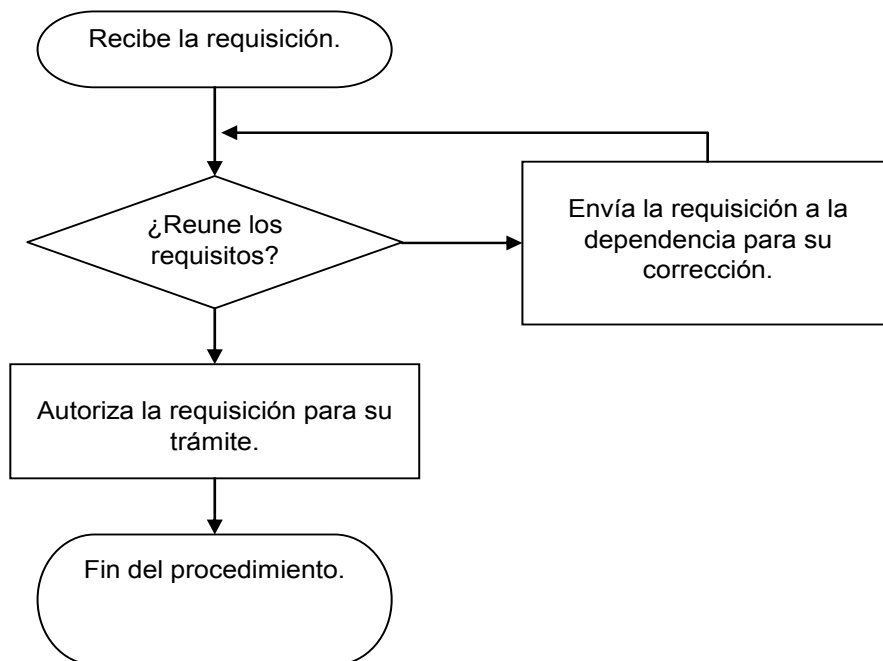 Recibe la requisición.
¿Reune los
requisitos?
Envía la requisición a la
dependencia para su
corrección.
Autoriza la requisición para su
trámite.
Fin del procedimiento.